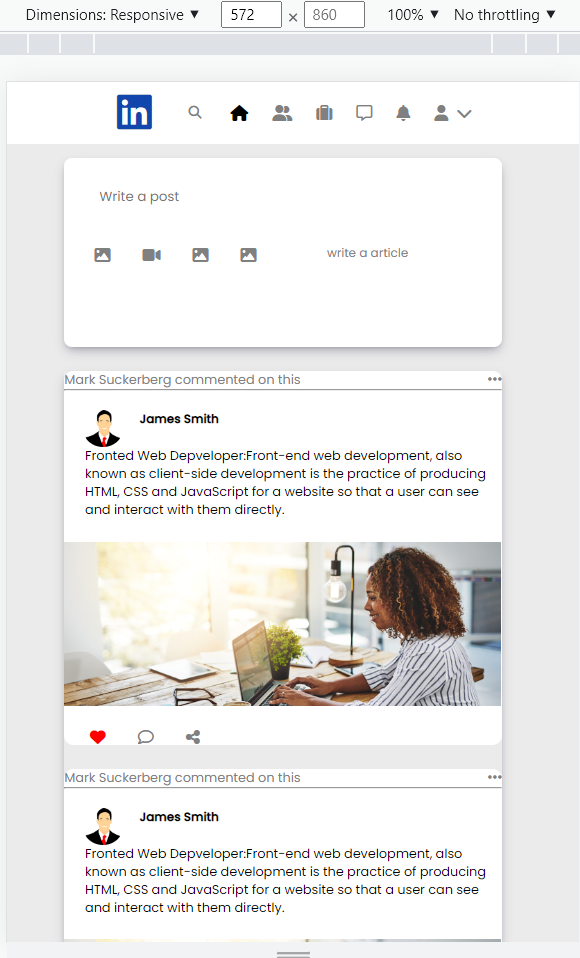 Dimensions: Responsive ▼ 572 × 860 100% ▼ No throttling ▼
in
Write a post
write a article
Mark Suckerberg commented on this
James Smith
Fronted Web Depveloper:Front-end web development, also
known as client-side development is the practice of producing
HTML, CSS and JavaScript for a website so that a user can see
and interact with them directly.
Mark Suckerberg commented on this
James Smith
Fronted Web Depveloper:Front-end web development, also
known as client-side development is the practice of producing
HTML, CSS and JavaScript for a website so that a user can see
and interact with them directly.